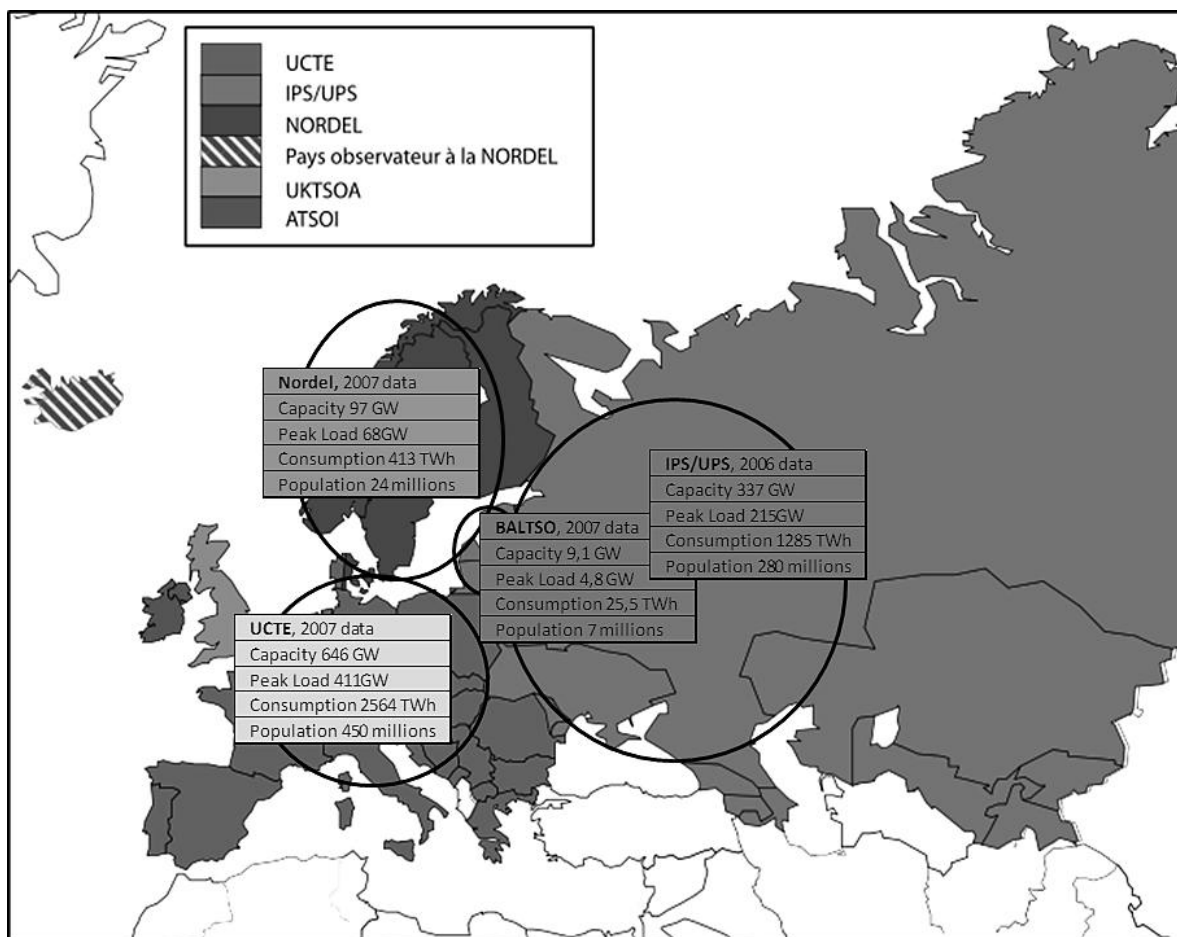 UCTE
IPS/UPS
NORDEL
Pays observateur à la NORDEL
UKTSOA
ATSOI
Nordel, 2007 data
Capacity 97 GW
Peak Load 68GW
Consumption 413 TWh
Population 24 millions
IPS/UPS, 2006 data
Capacity 337 GW
Peak Load 215GW
Consumption 1285 TWh
Population 280 millions
BALTSO, 2007 data
Capacity 9,1 GW
Peak Load 4,8 GW
Consumption 25,5 TWh
Population 7 millions
UCTE, 2007 data
Capacity 646 GW
Peak Load 411GW
Consumption 2564 TWh
Population 450 millions